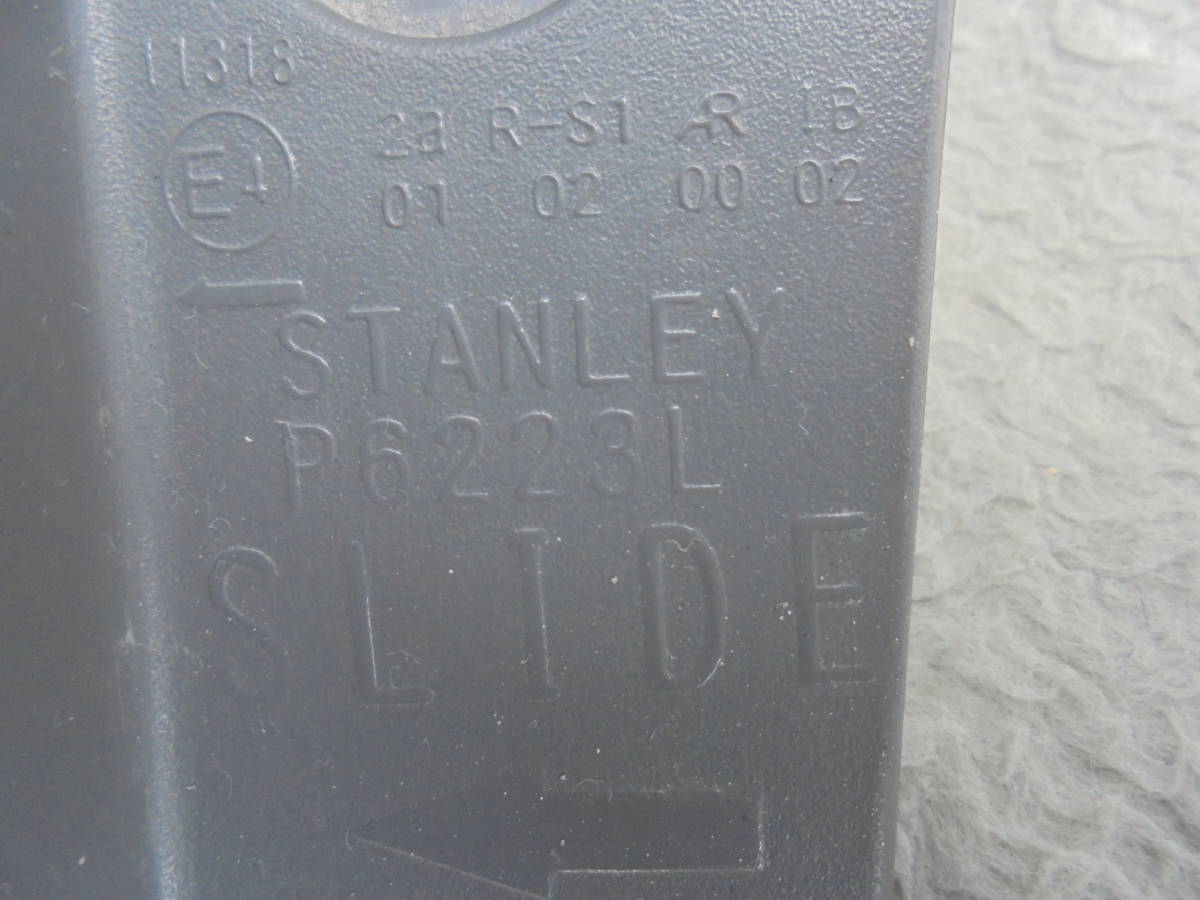 11318
E4 2a R-S1 AR 1B
01 02 00 02
STANLEY
P6223L
SLIDE